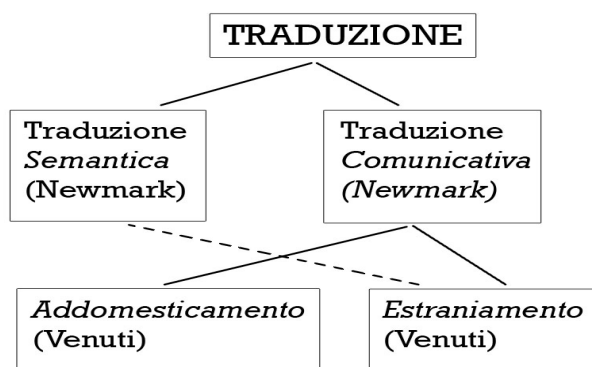 TRADUZIONE
Traduzione
Semantica
(Newmark)
Traduzione
Comunicativa
(Newmark)
Addomesticamento
(Venuti)
Estraniamento
(Venuti)